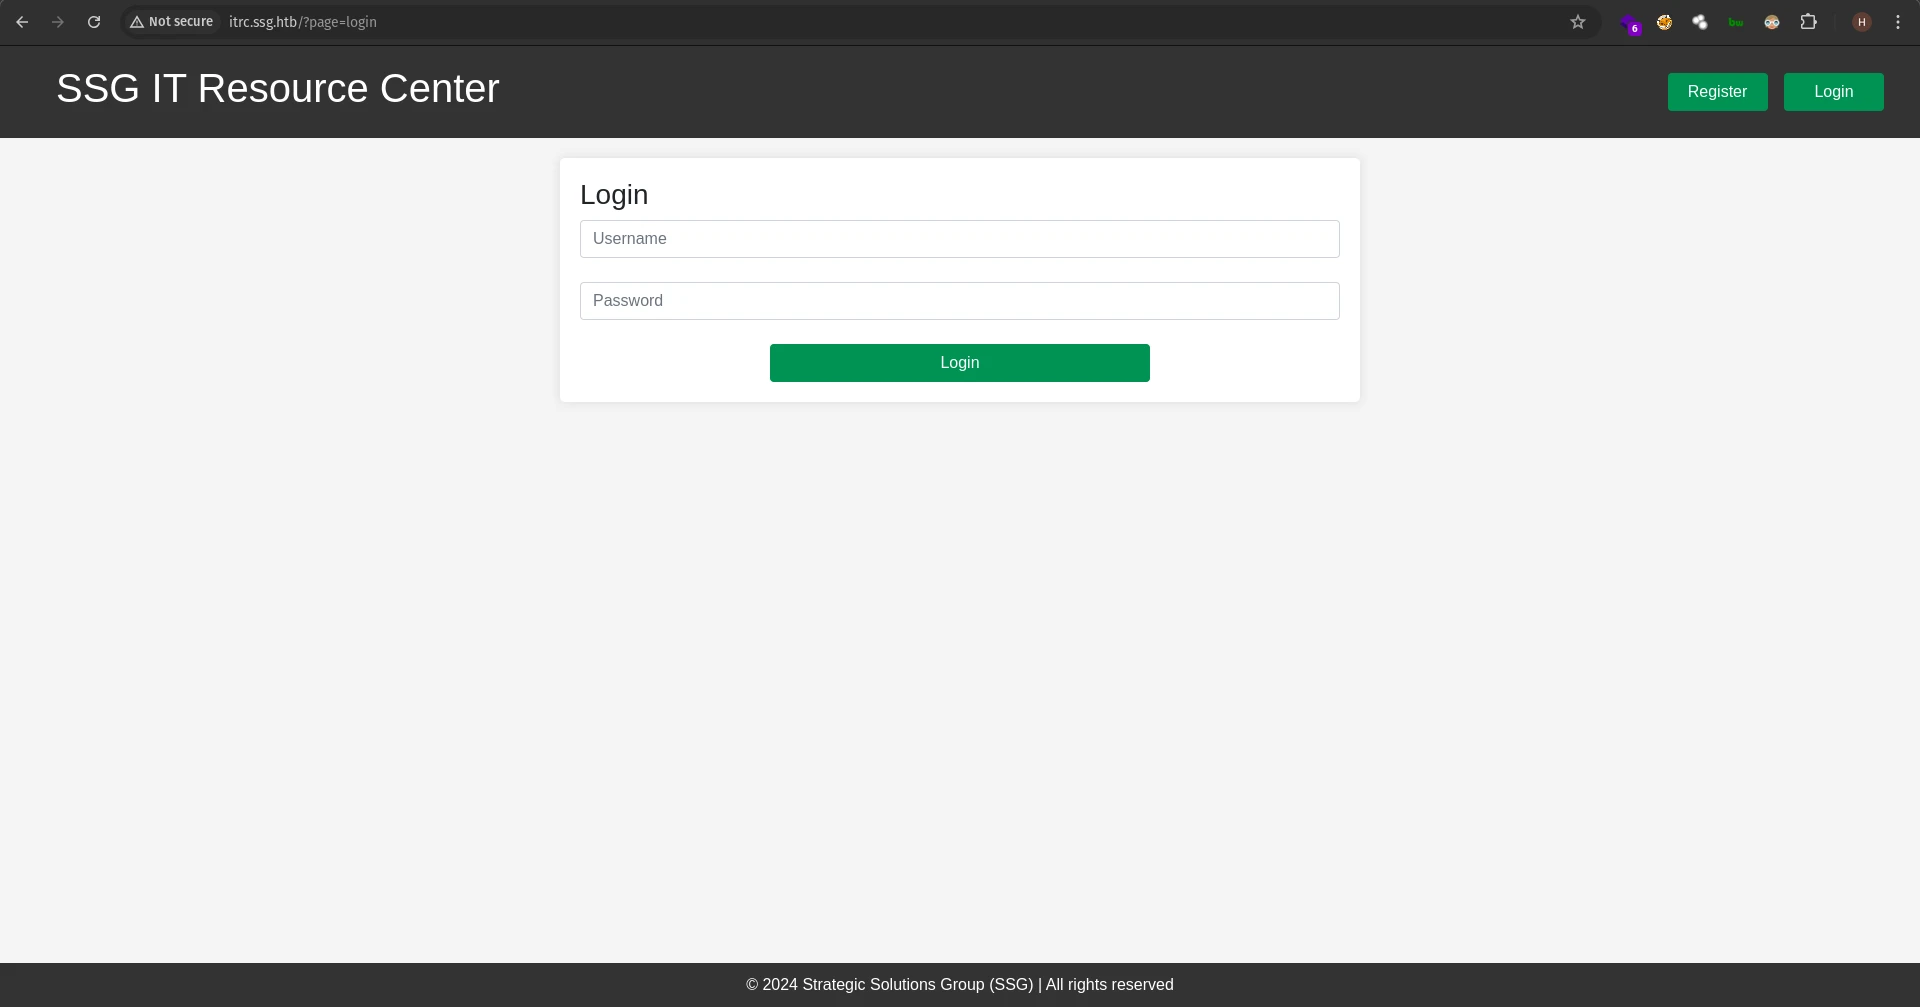 Not secure
itrc.ssg.htb/?page=login
6
bw
H
SSG IT Resource Center
Register
Login
Login
Username
Password
Login
© 2024 Strategic Solutions Group (SSG) | All rights reserved